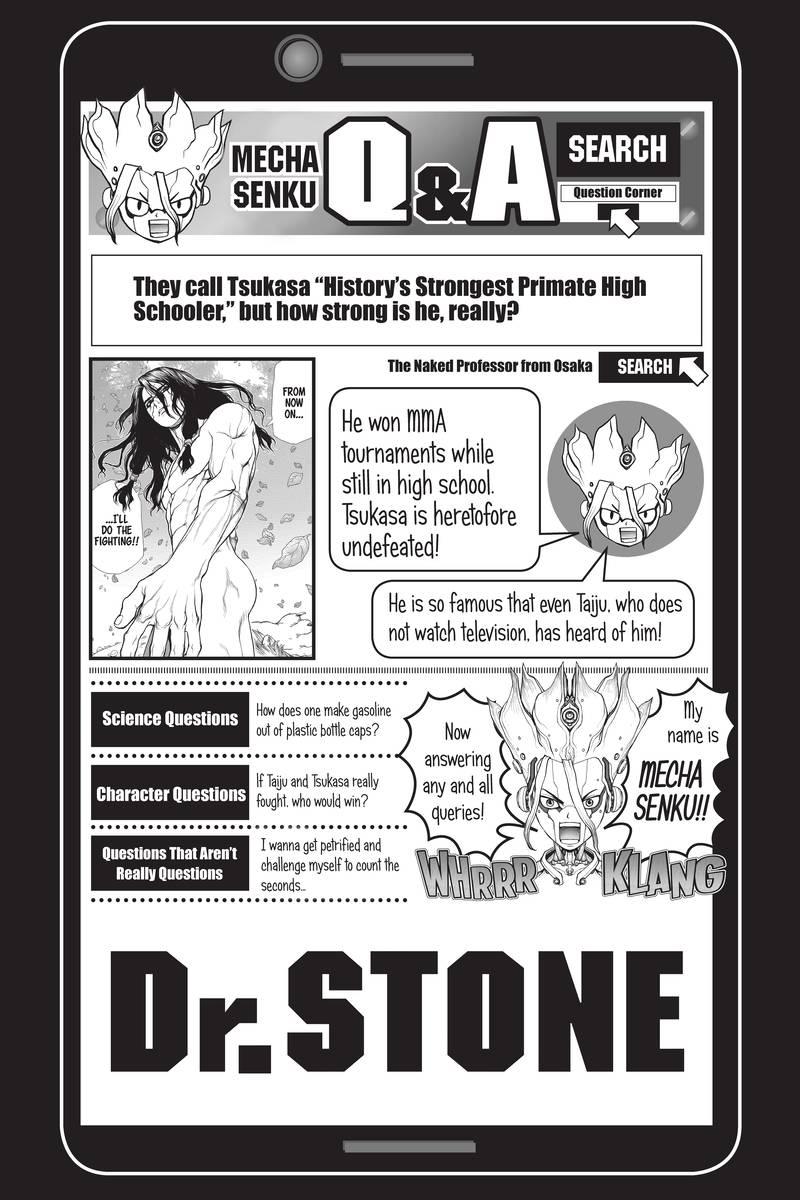 MECHA
SENKU
Q&A
SEARCH
Question Corner
They call Tsukasa “History’s Strongest Primate High
Schooler,” but how strong is he, really?
The Naked Professor from Osaka
SEARCH
FROM
NOW
ON...
...I'LL
DO THE
FIGHTING!!
He won MMA
tournaments while
still in high school.
Tsukasa is heretofore
undefeated!
He is so famous that even Taiju, who does
not watch television, has heard of him!
Science Questions
How does one make gasoline
out of plastic bottle caps?
Character Questions
If Taiju and Tsukasa really
fought, who would win?
Questions That Aren’t
Really Questions
I wanna get petrified and
challenge myself to count the
seconds...
My
name is
MECHA
SENKU!!
Now
answering
any and all
queries!
WHRRR
KLANG
Dr.STONE